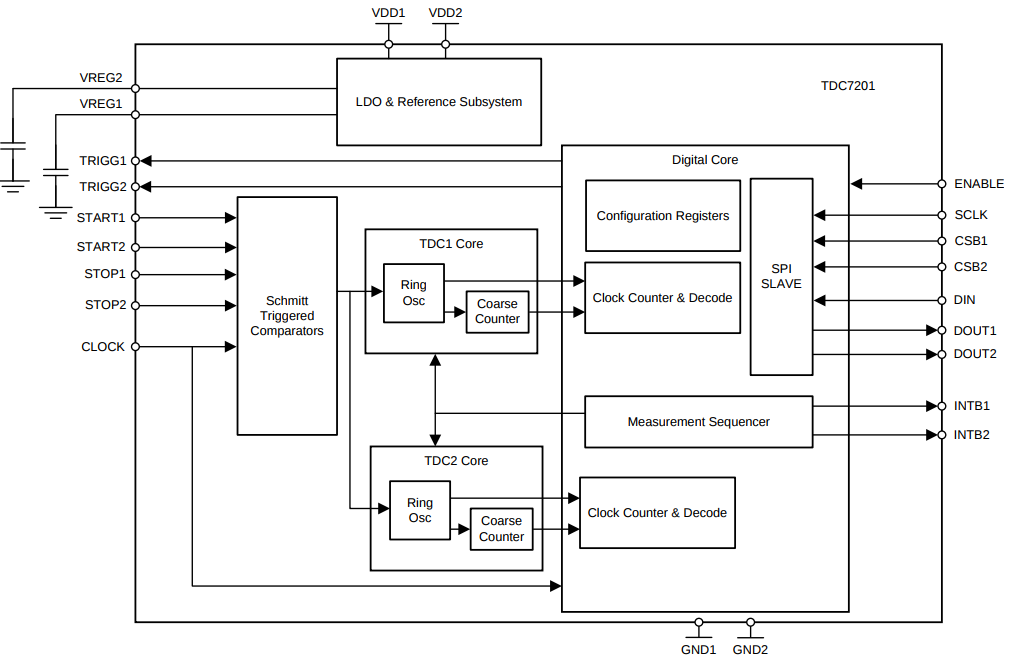 VDD1 VDD2
VREG2
LDO & Reference Subsystem
TDC7201
VREG1
TRIGG1
Digital Core
TRIGG2
ENABLE
START1
Configuration Registers
SCLK
START2
TDC1 Core
CSB1
STOP1
SPI
SLAVE
CSB2
STOP2
Schmitt
Triggered
Comparators
Ring
Osc
Coarse
Counter
Clock Counter & Decode
DIN
DOUT1
CLOCK
DOUT2
INTB1
Measurement Sequencer
INTB2
TDC2 Core
Ring
Osc
Coarse
Counter
Clock Counter & Decode
GND1 GND2